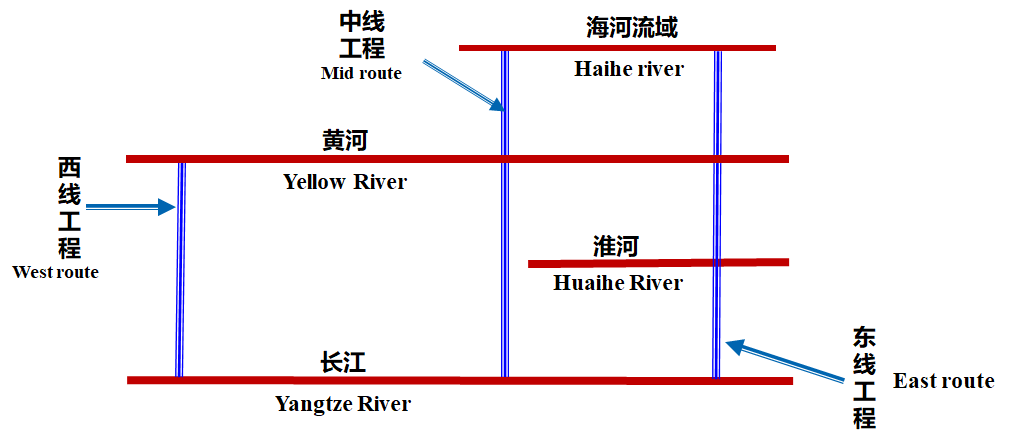 中线
工程
Mid route
海河流域
Haihe river
黄河
Yellow River
西
线
工
程
West route
淮河
Huaihe River
长江
Yangtze River
东
线
工
程
East route